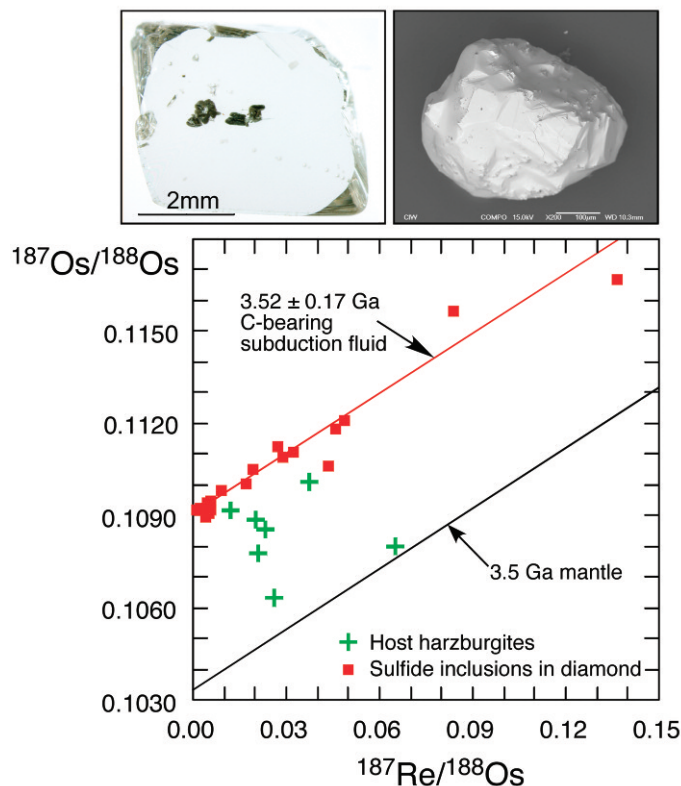 2mm
CIW COMPO 15.0kV X200 100μm WD 10.3mm
187Os/188Os
3.52 ± 0.17 Ga
C-bearing
subduction fluid
0.1150
0.1120
0.1090
0.1060
0.1030
3.5 Ga mantle
Host harzburgites
Sulfide inclusions in diamond
0.00 0.03 0.06 0.09 0.12 0.15
187Re/188Os